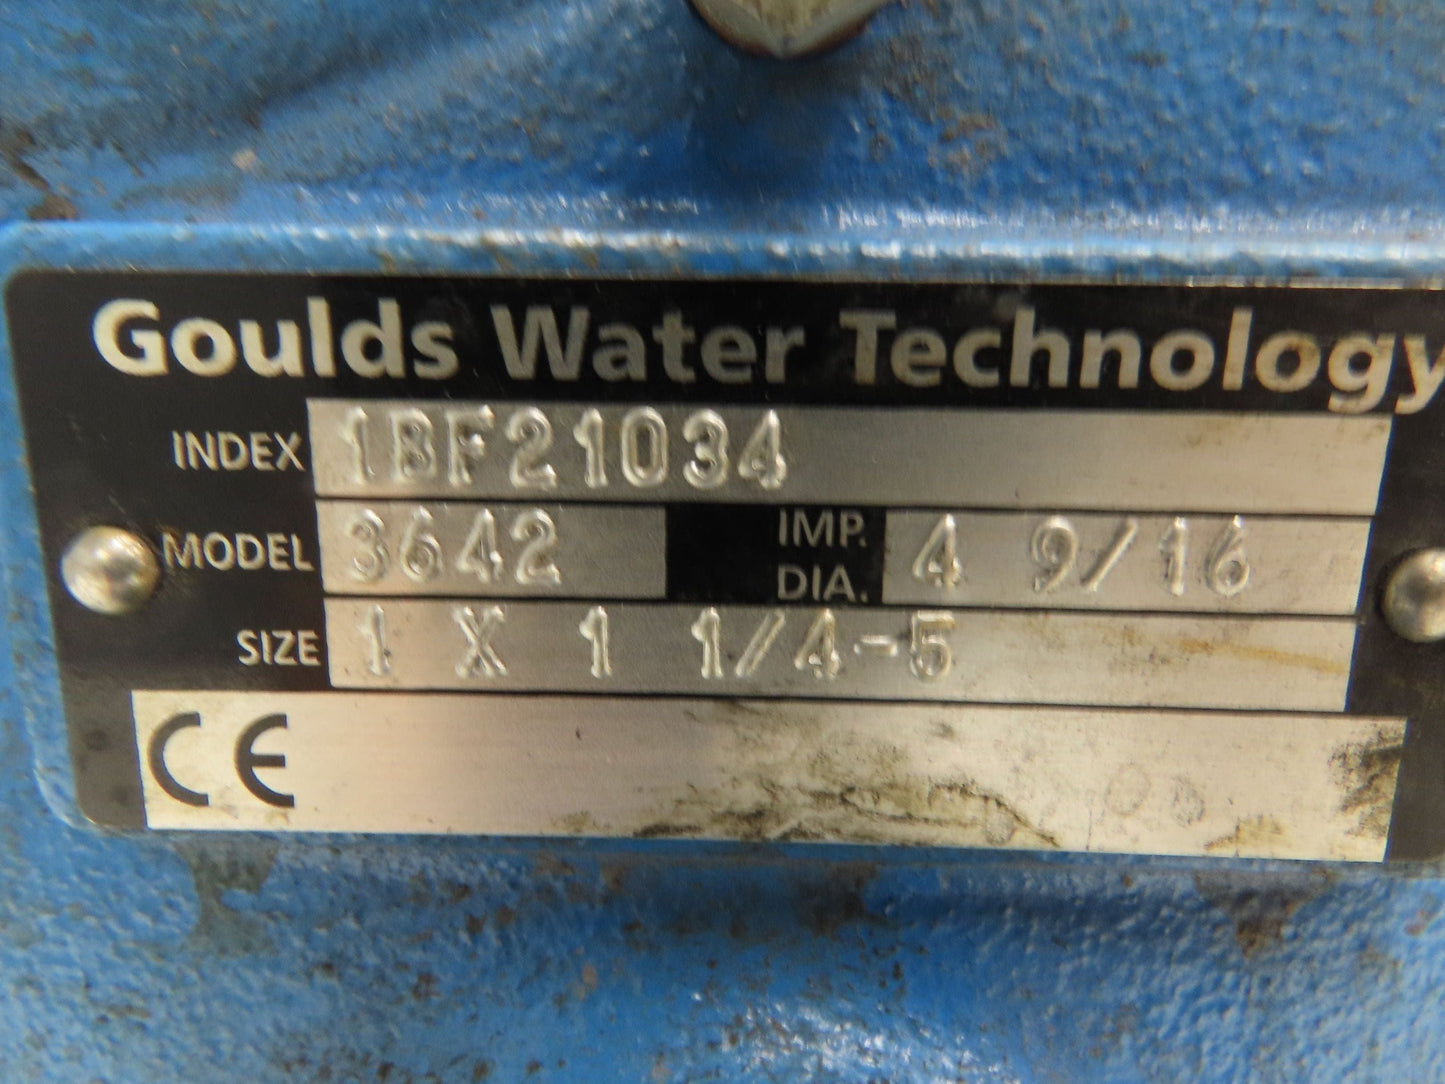 Goulds Water Technology
INDEX 1BF21034
MODEL 3642 IMP. DIA. 4 9/16
SIZE 1 X 1 1/4-5
CE